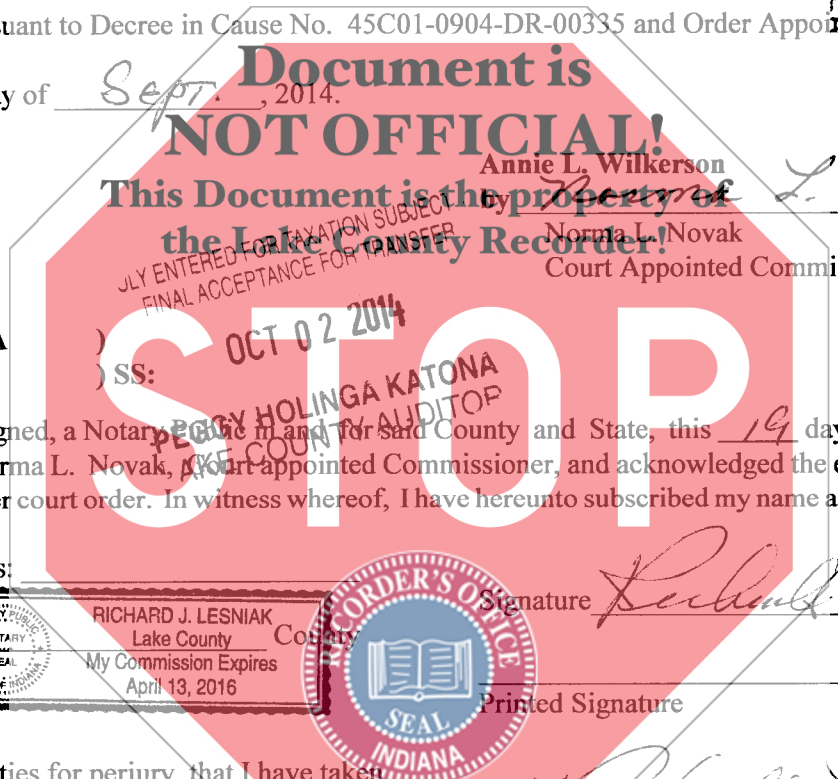 uant to Decree in Cause No. 45C01-0904-DR-00335 and Order Appoi
Document is
y of Sept. , 2014.
NOT OFFICIAL!
Annie L. Wilkerson
This Document is the property of
by Norma L.
the Lake County Recorder!
Norma L. Novak
Court Appointed Commi
ULY ENTERED FOR TAXATION SUBJECT
FINAL ACCEPTANCE FOR TRANSFER
OCT 02 2014
PEGGY HOLINGA KATONA
LAKE COUNTY AUDITOR
STOP
A )
) SS:
gned, a Notary Public in and for said County and State, this 19 day
rma L. Novak, Court appointed Commissioner, and acknowledged the e
r court order. In witness whereof, I have hereunto subscribed my name a
s:
Signature
RICHARD J. LESNIAK
Lake County
My Commission Expires
April 13, 2016
County
RECORDER'S OFFICE
SEAL
INDIANA
Printed Signature
ties for perjury, that I have taken